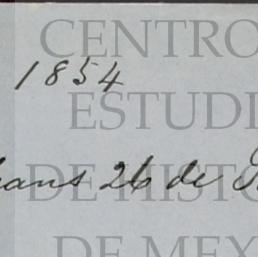 CENTRO
1854
ESTUDI
26 de
DE HISTO
DE MEX